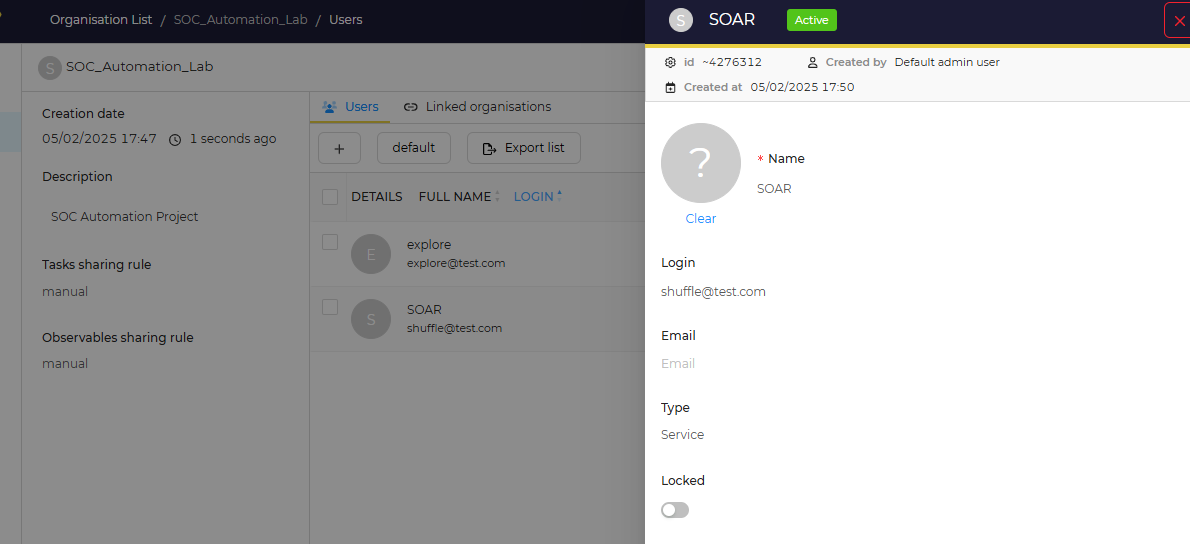 Organisation List / SOC_Automation_Lab / Users
S SOC_Automation_Lab
Creation date
05/02/2025 17:47 1 seconds ago
Description
SOC Automation Project
Tasks sharing rule
manual
Observables sharing rule
manual
Users Linked organisations
+ default Export list
DETAILS FULL NAME LOGIN
E explore
explore@test.com
S SOAR
shuffle@test.com
S SOAR Active
id ~4276312 Created by Default admin user
Created at 05/02/2025 17:50
?
Clear
* Name
SOAR
Login
shuffle@test.com
Email
Email
Type
Service
Locked